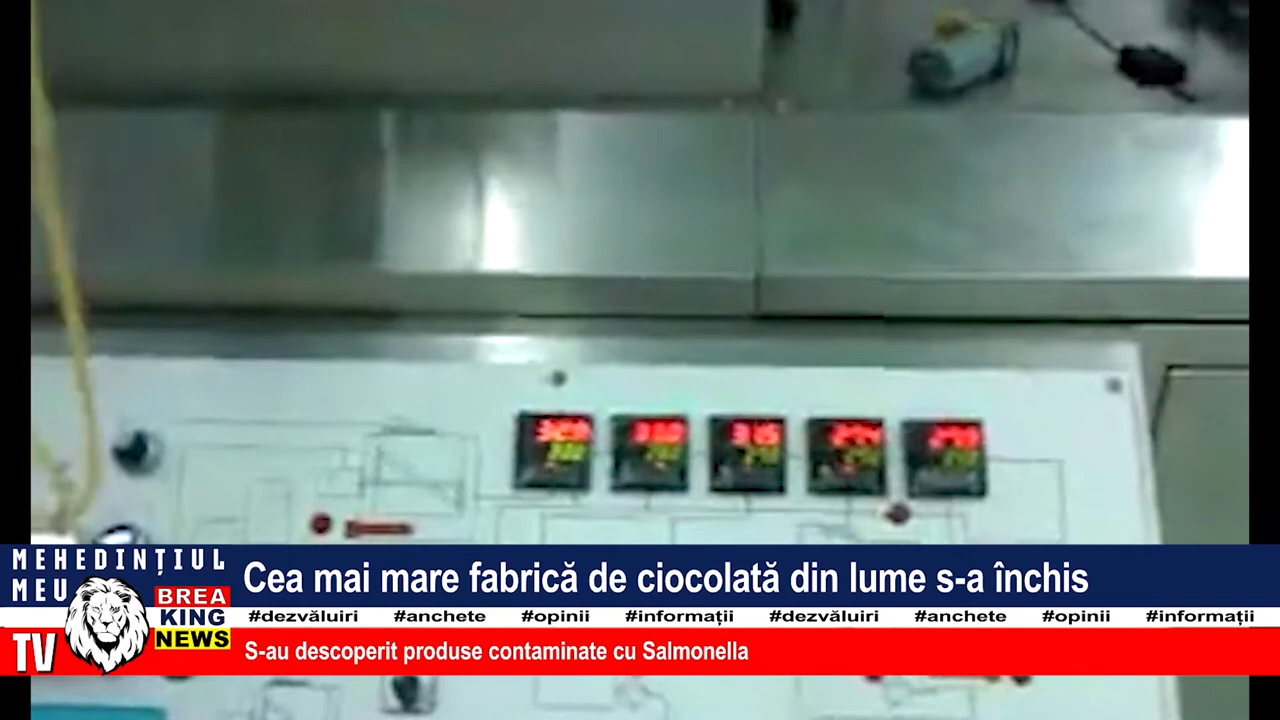 MEHEDINȚIUL
MEU
BREA
KING
NEWS
TV
Cea mai mare fabrică de ciocolată din lume s-a închis
#dezvăluiri #anchete #opinii #informații #dezvăluiri #anchete #opinii #informații
S-au descoperit produse contaminate cu Salmonella